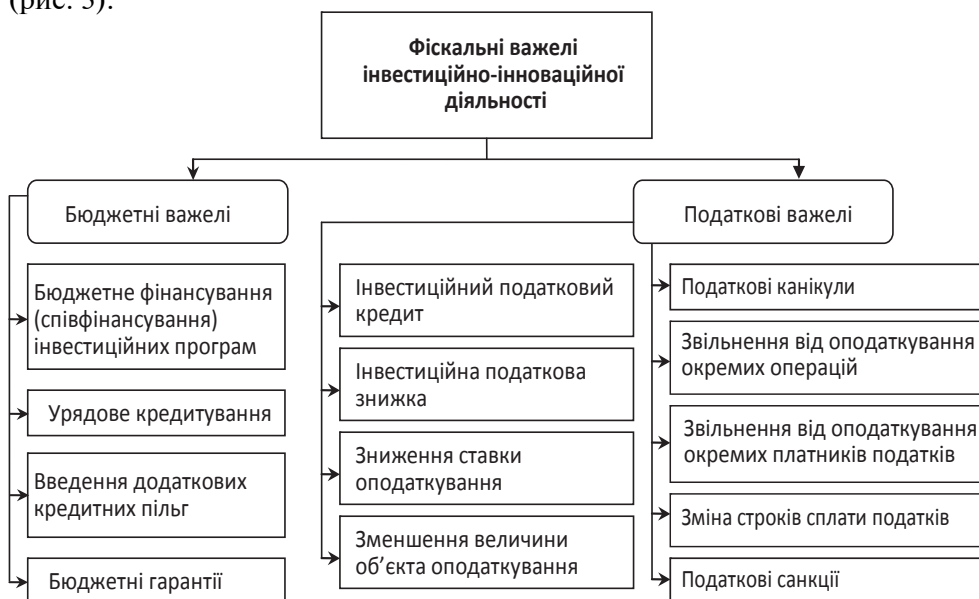 (рис. 3):
Фіскальні важелі
інвестиційно-інноваційної
діяльності
Бюджетні важелі
Податкові важелі
Бюджетне фінансування
(співфінансування)
інвестиційних програм
Урядове кредитування
Введення додаткових
кредитних пільг
Бюджетні гарантії
Інвестиційний податковий
кредит
Інвестиційна податкова
знижка
Зниження ставки
оподаткування
Зменшення величини
об’єкта оподаткування
Податкові канікули
Звільнення від оподаткування
окремих операцій
Звільнення від оподаткування
окремих платників податків
Зміна строків сплати податків
Податкові санкції